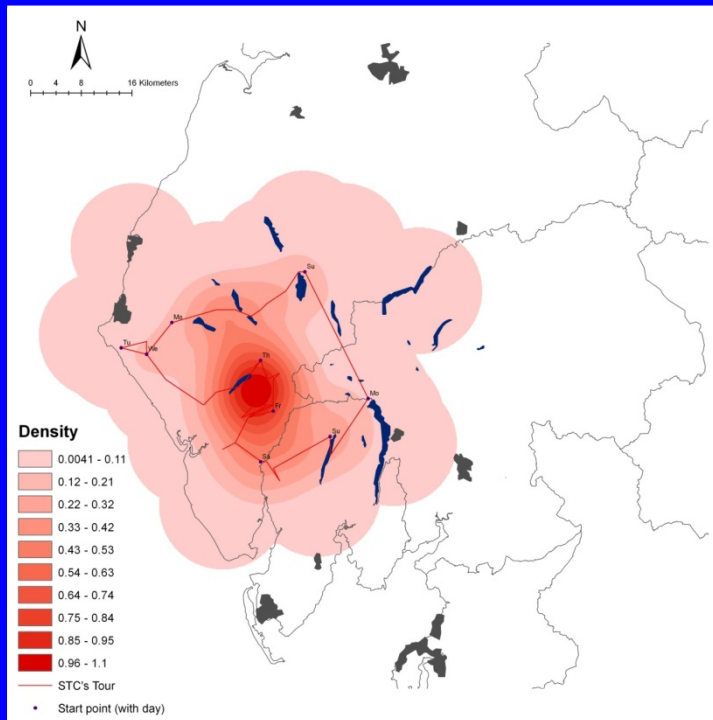 N
0 4 8 16 Kilometers
Su
Mo
Tu
We
Th
Mo
Fr
Su
Sa
Density
0.0041 - 0.11
0.12 - 0.21
0.22 - 0.32
0.33 - 0.42
0.43 - 0.53
0.54 - 0.63
0.64 - 0.74
0.75 - 0.84
0.85 - 0.95
0.96 - 1.1
STC's Tour
Start point (with day)